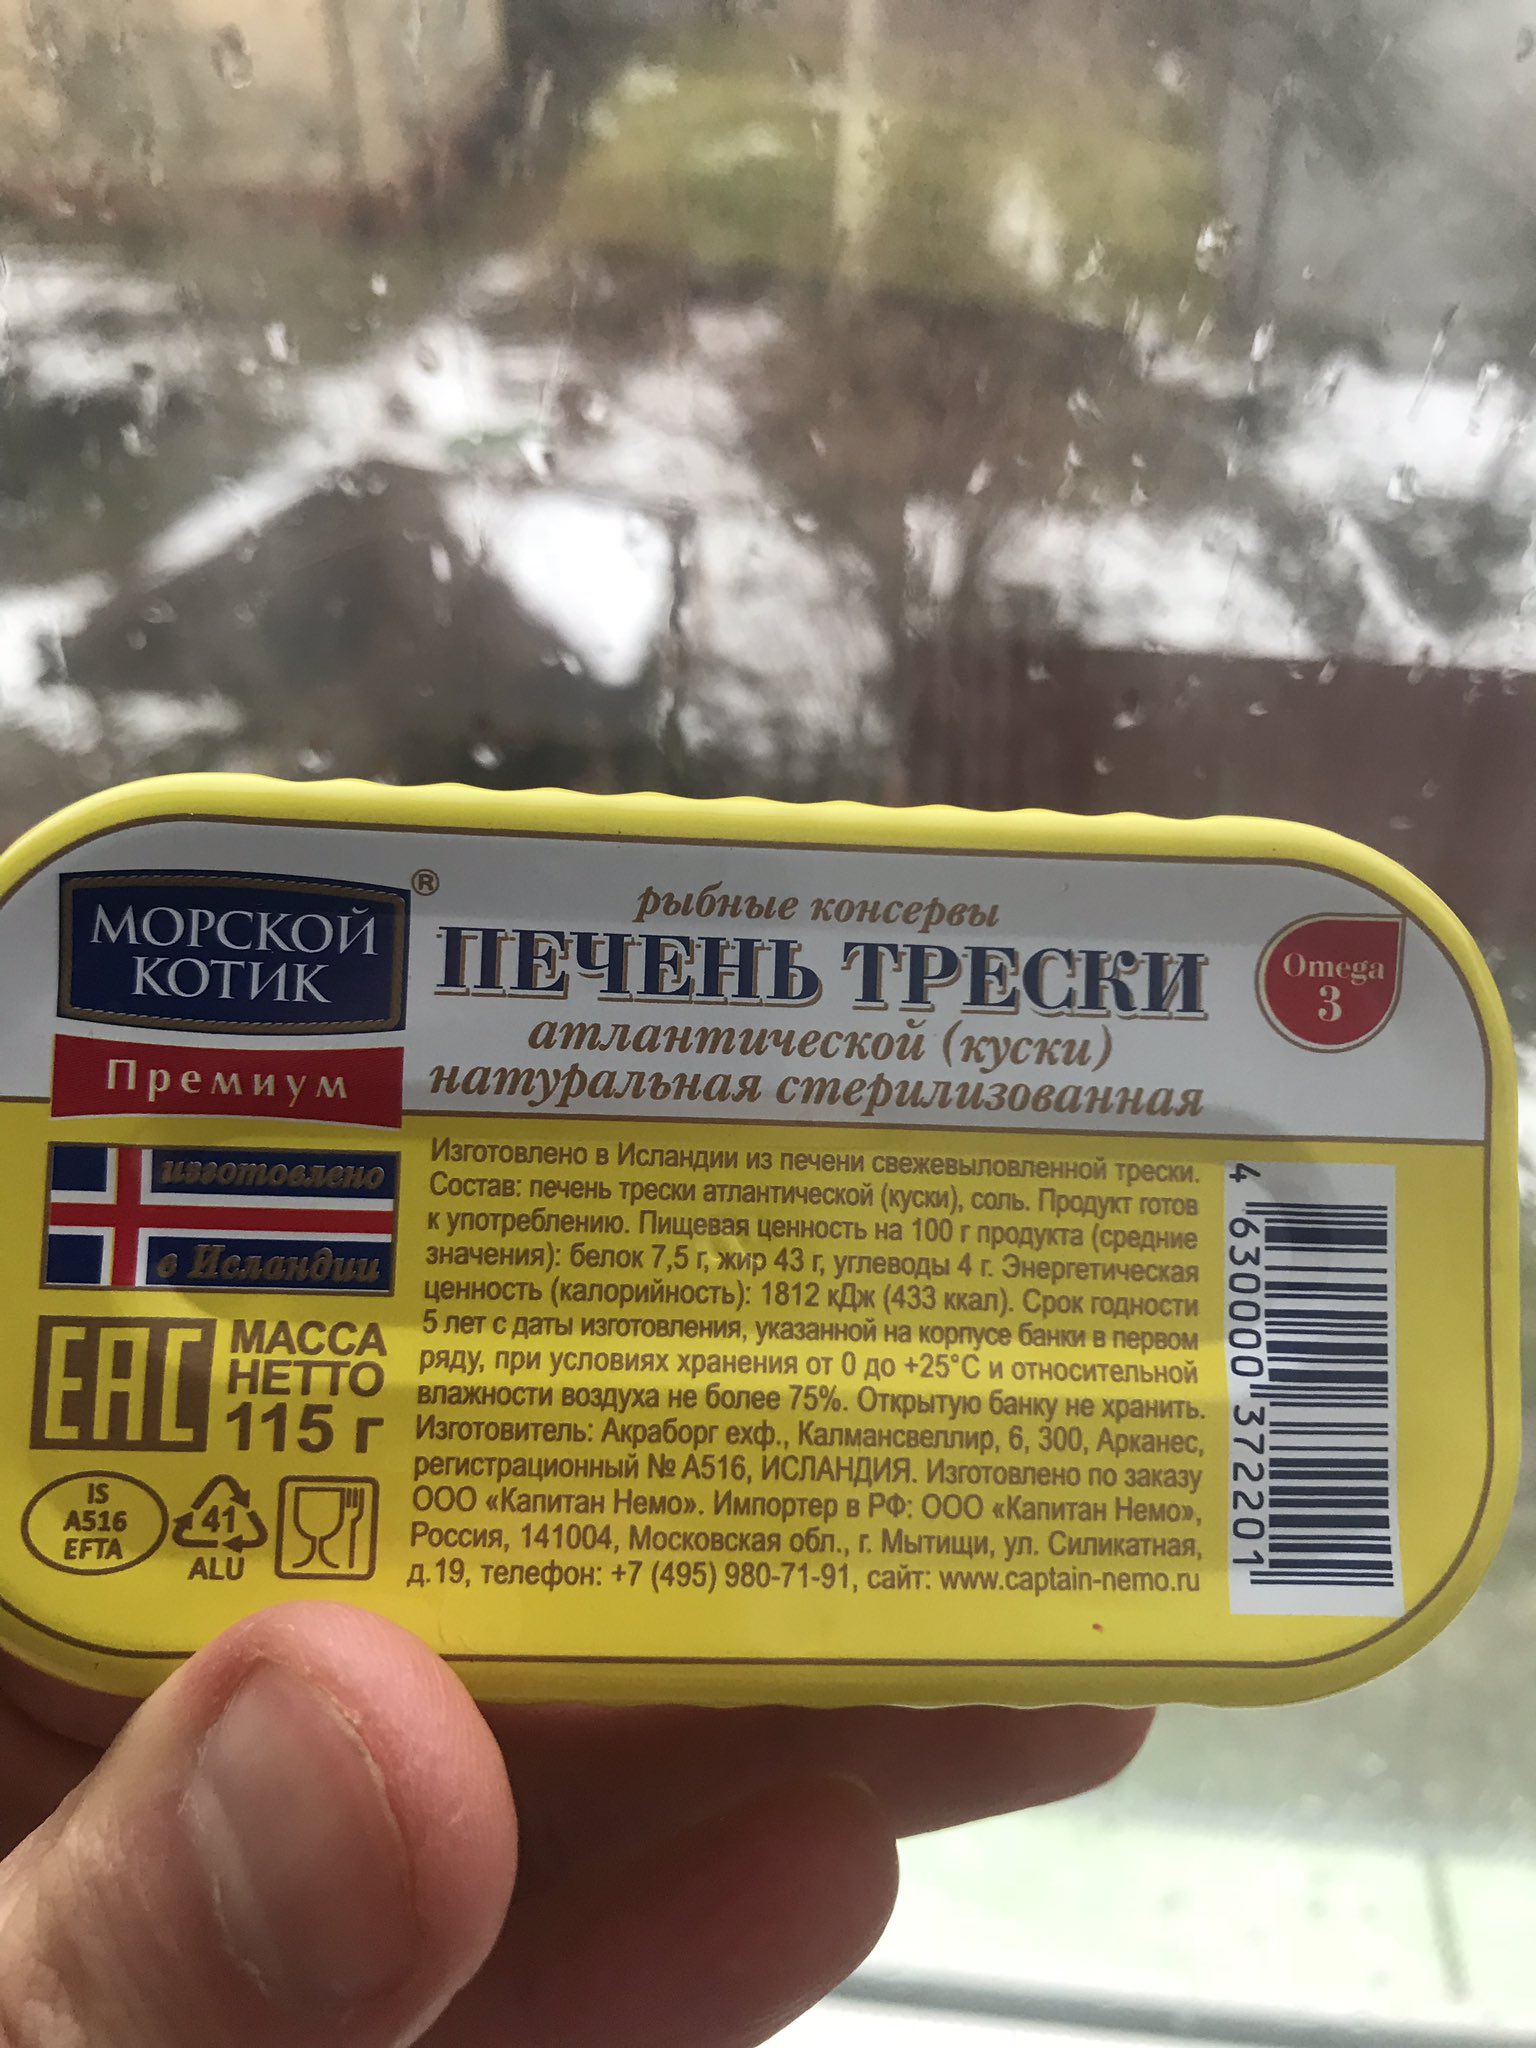 МОРСКОЙ
КОТИК
®
Премиум
изготовлено
в Исландии
рыбные консервы
ПЕЧЕНЬ ТРЕСКИ
атлантической (куски)
натуральная стерилизованная
Omega
3
Изготовлено в Исландии из печени свежевыловленной трески.
Состав: печень трески атлантической (куски), соль. Продукт готов
к употреблению. Пищевая ценность на 100 г продукта (средние
значения): белок 7,5 г, жир 43 г, углеводы 4 г. Энергетическая
ценность (калорийность): 1812 кДж (433 ккал). Срок годности
5 лет с даты изготовления, указанной на корпусе банки в первом
ряду, при условиях хранения от 0 до +25°С и относительной
влажности воздуха не более 75%. Открытую банку не хранить.
Изготовитель: Акраборг ехф., Калмансвеллир, 6, 300, Арканес,
регистрационный № А516, ИСЛАНДИЯ. Изготовлено по заказу
ООО «Капитан Немо». Импортер в РФ: ООО «Капитан Немо»,
Россия, 141004, Московская обл., г. Мытищи, ул. Силикатная,
д.19, телефон: +7 (495) 980-71-91, сайт: www.captain-nemo.ru
ЕАС
МАССА
НЕТТО
115 г
IS
A516
EFTA
41
ALU
4 630000 372201